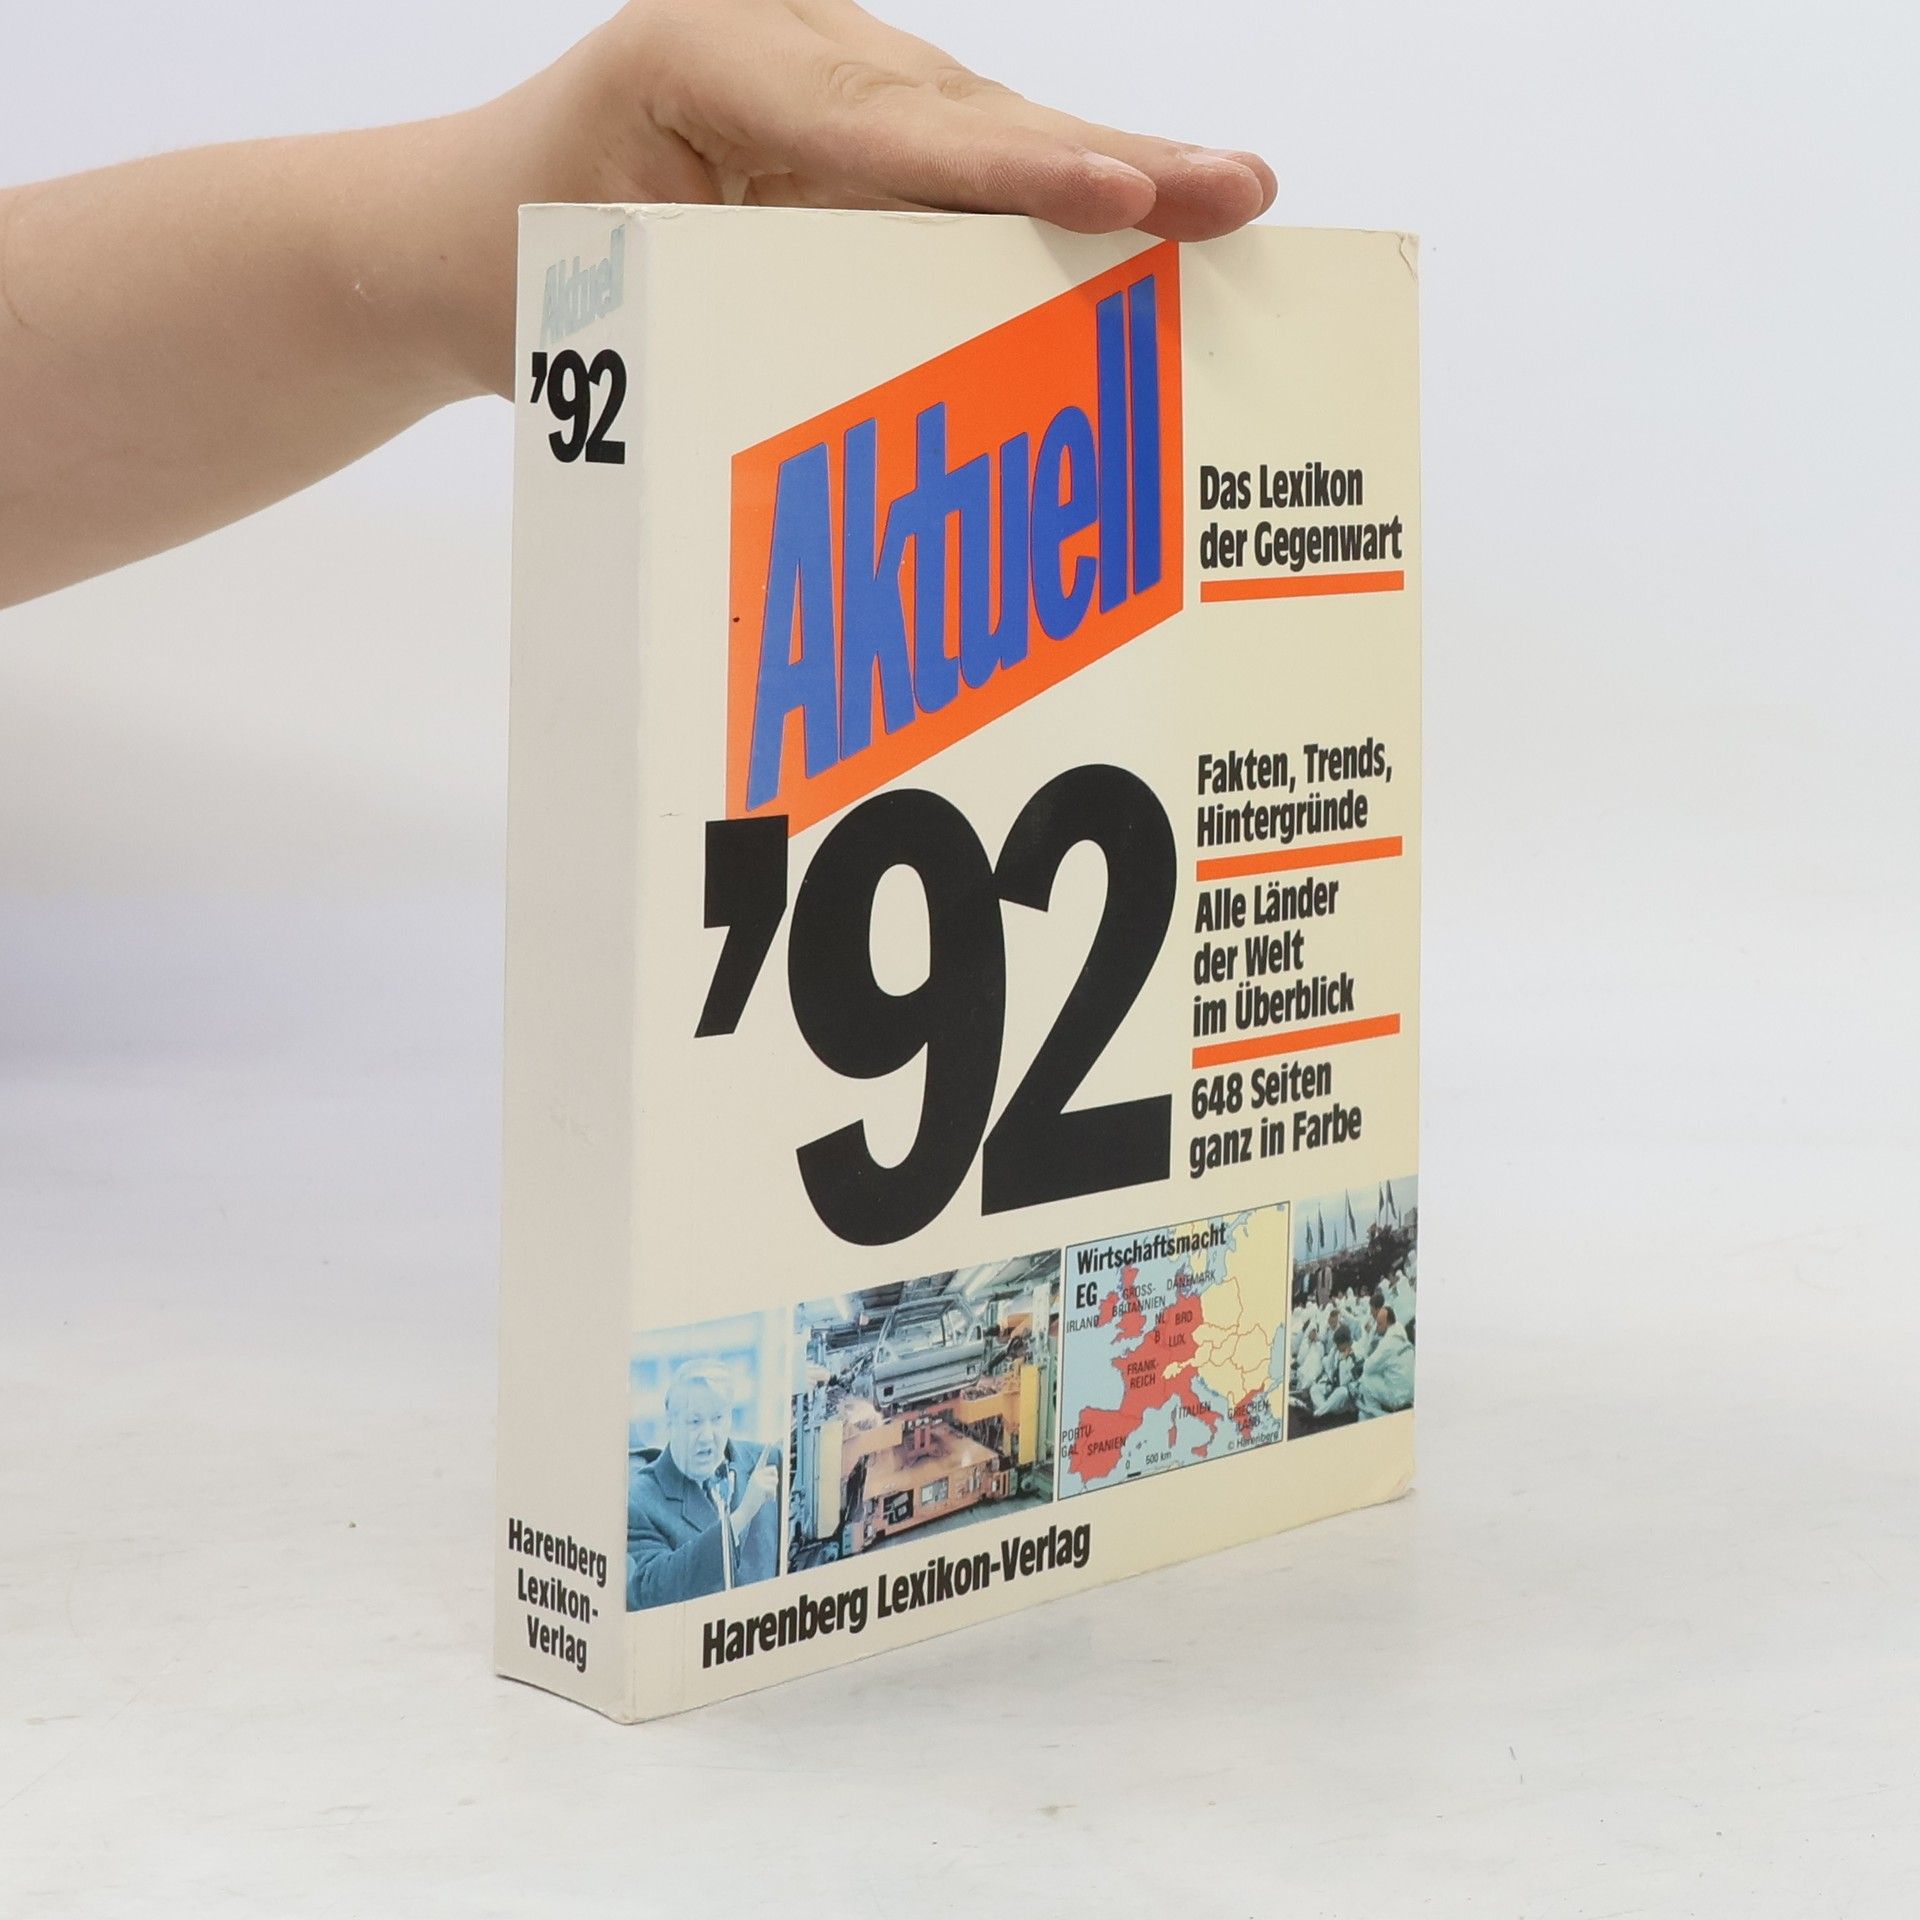 Aktuell
'92
Harenberg
Lexikon-
Verlag
Aktuell
'92
Das Lexikon
der Gegenwart
Fakten, Trends,
Hintergründe
Alle Länder
der Welt
im Überblick
648 Seiten
ganz in Farbe
Wirtschaftsmacht
EG
GROSS-
BRITANNIEN
DÄNEMARK
IRLAND
NL
BRD
B
LUX.
FRANK-
REICH
ITALIEN
GRIECHEN-
LAND
PORTU-
GAL
SPANIEN
0 500 km
© Harenberg
Harenberg Lexikon-Verlag